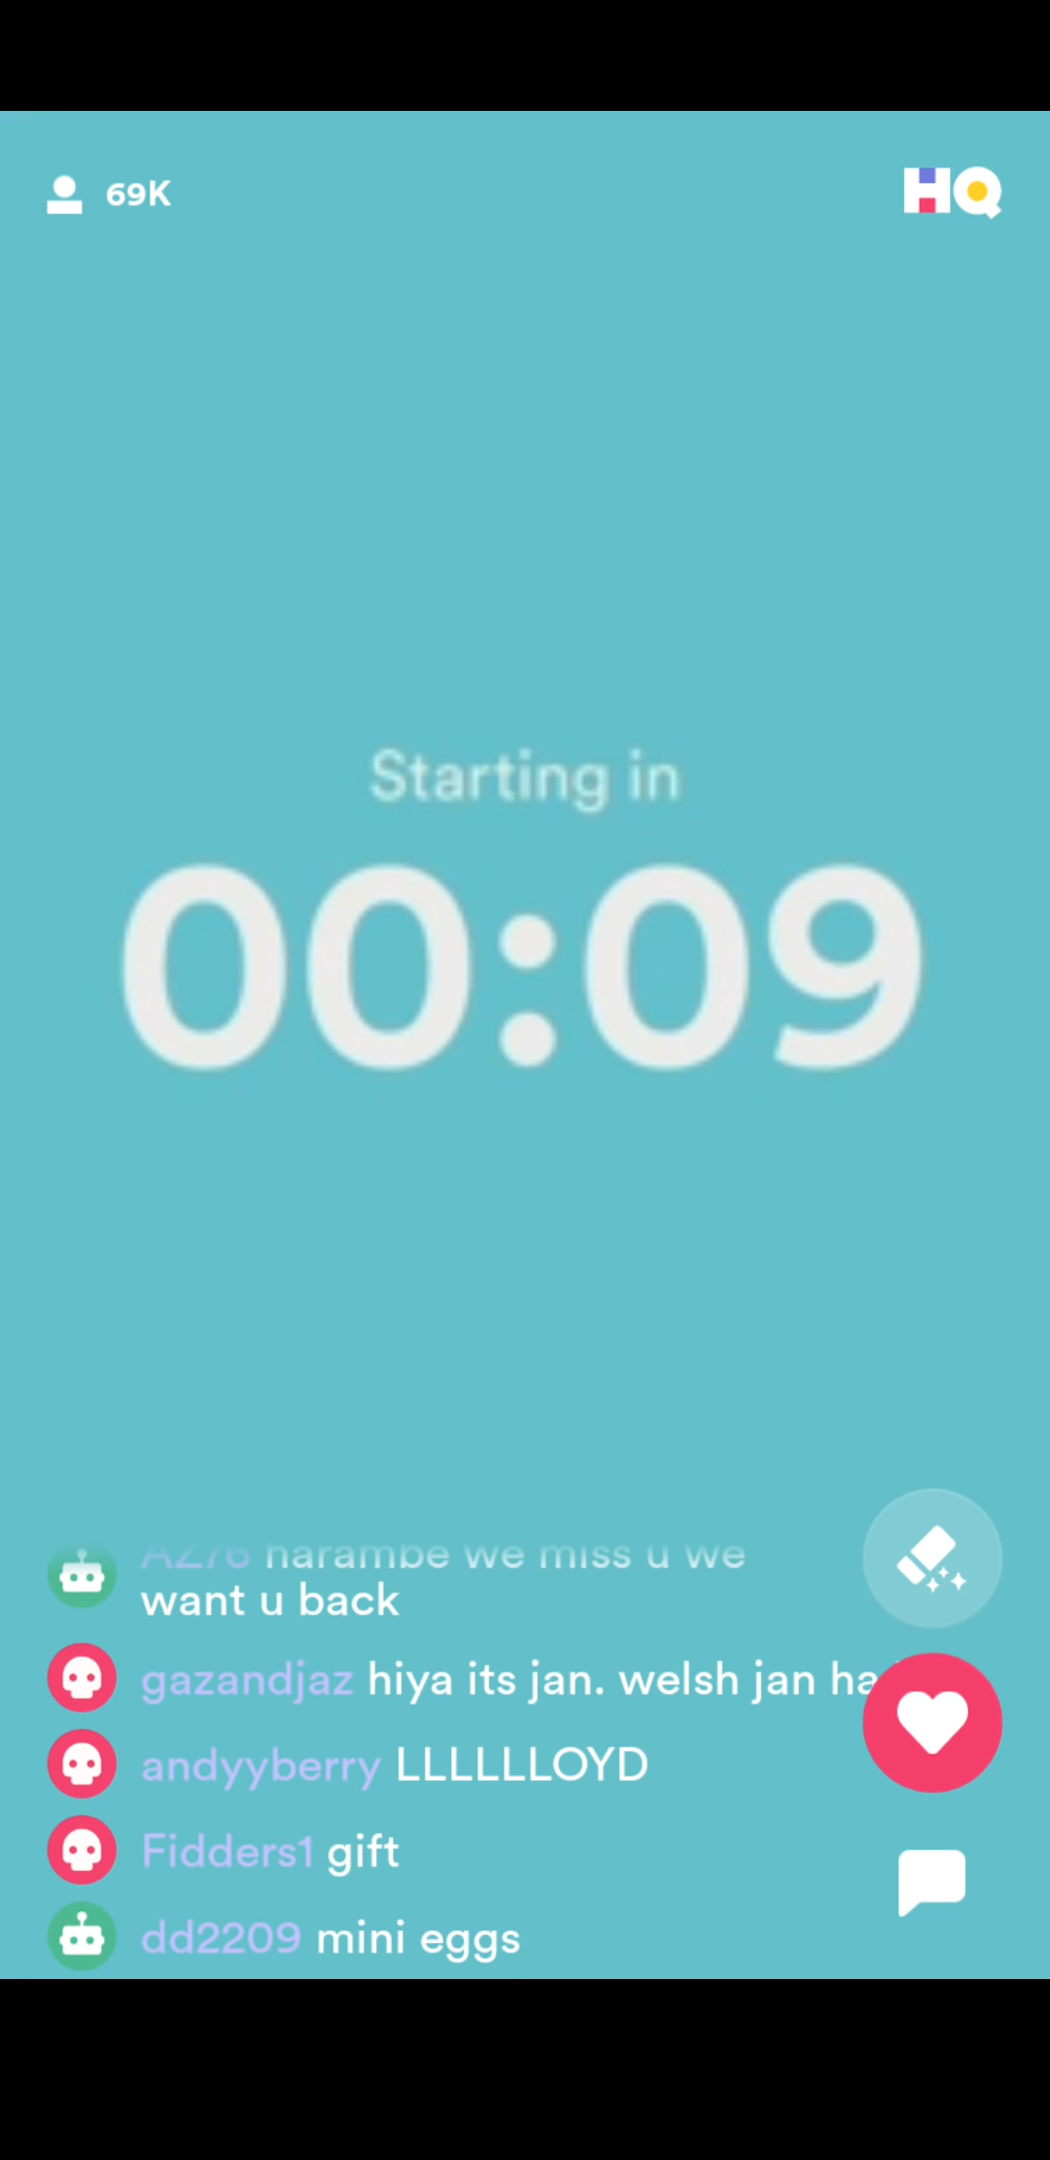 69K
HQ
Starting in
00:09
AZ76 harambe we miss u we
want u back
gazandjaz hiya its jan. welsh jan ha
andyyberry LLLLLLOYD
Fidders1 gift
dd2209 mini eggs